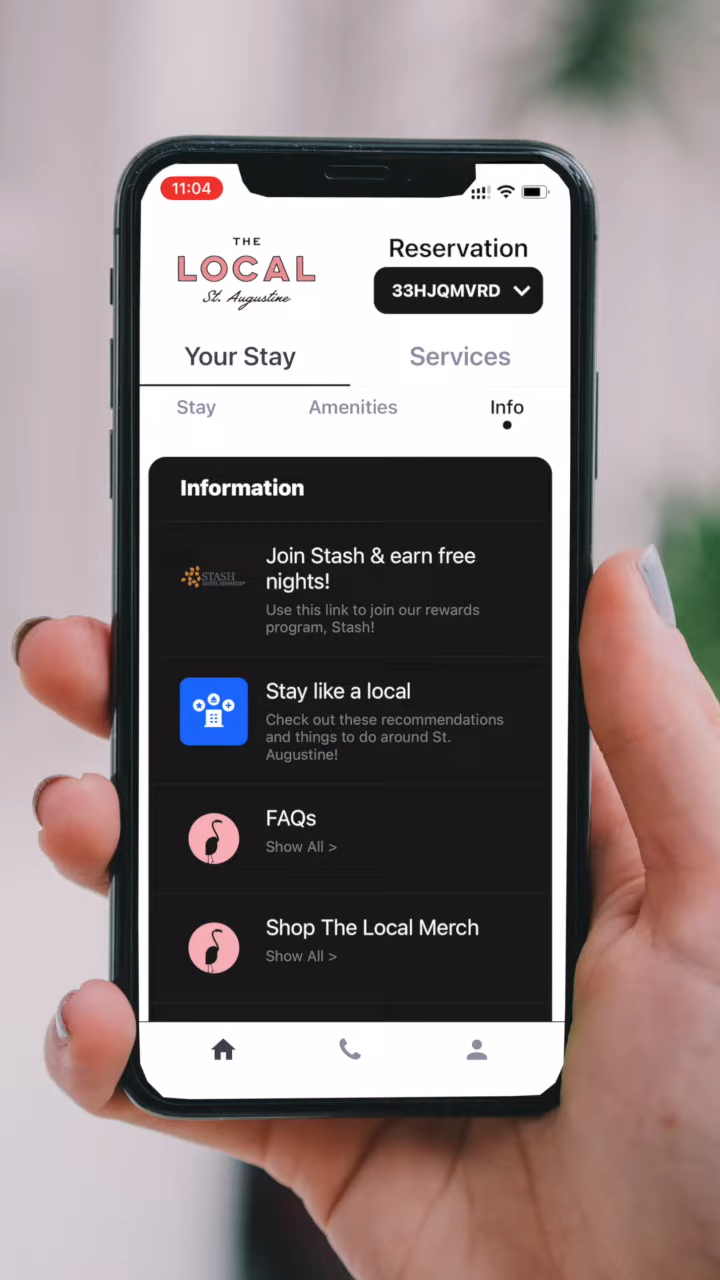 11:04
THE
LOCAL
St. Augustine
Reservation
33HJQMVRD
Your Stay
Services
Stay
Amenities
Info
Information
STASH
Join Stash & earn free
nights!
Use this link to join our rewards
program, Stash!
Stay like a local
Check out these recommendations
and things to do around St.
Augustine!
FAQs
Show All >
Shop The Local Merch
Show All >